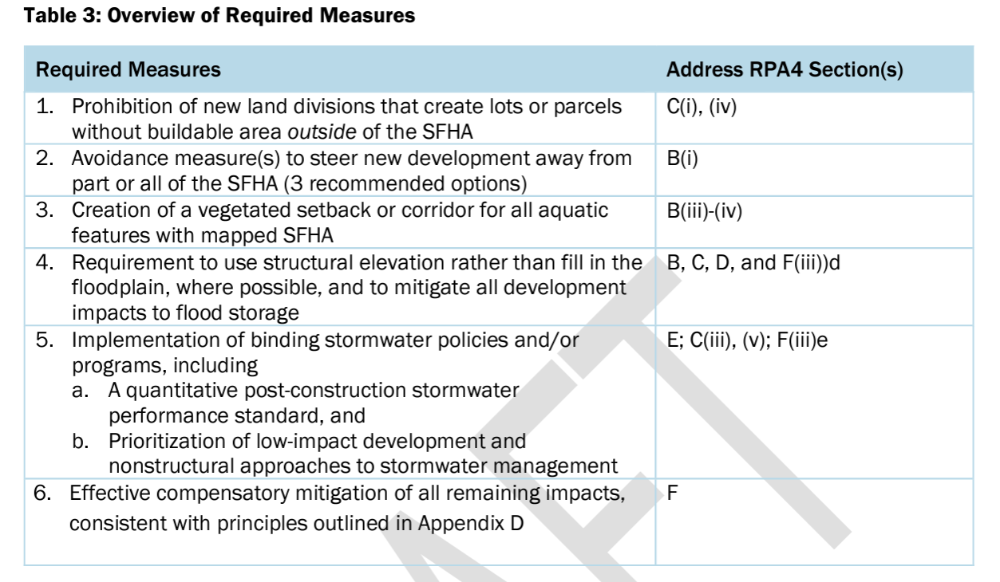 Table 3: Overview of Required Measures
Required Measures
Address RPA4 Section(s)
1. Prohibition of new land divisions that create lots or parcels
without buildable area outside of the SFHA
C(i), (iv)
2. Avoidance measure(s) to steer new development away from
part or all of the SFHA (3 recommended options)
B(i)
3. Creation of a vegetated setback or corridor for all aquatic
features with mapped SFHA
B(iii)-(iv)
4. Requirement to use structural elevation rather than fill in the
floodplain, where possible, and to mitigate all development
impacts to flood storage
B, C, D, and F(iii))d
5. Implementation of binding stormwater policies and/or
programs, including
a. A quantitative post-construction stormwater
performance standard, and
b. Prioritization of low-impact development and
nonstructural approaches to stormwater management
E; C(iii), (v); F(iii)e
6. Effective compensatory mitigation of all remaining impacts,
consistent with principles outlined in Appendix D
F